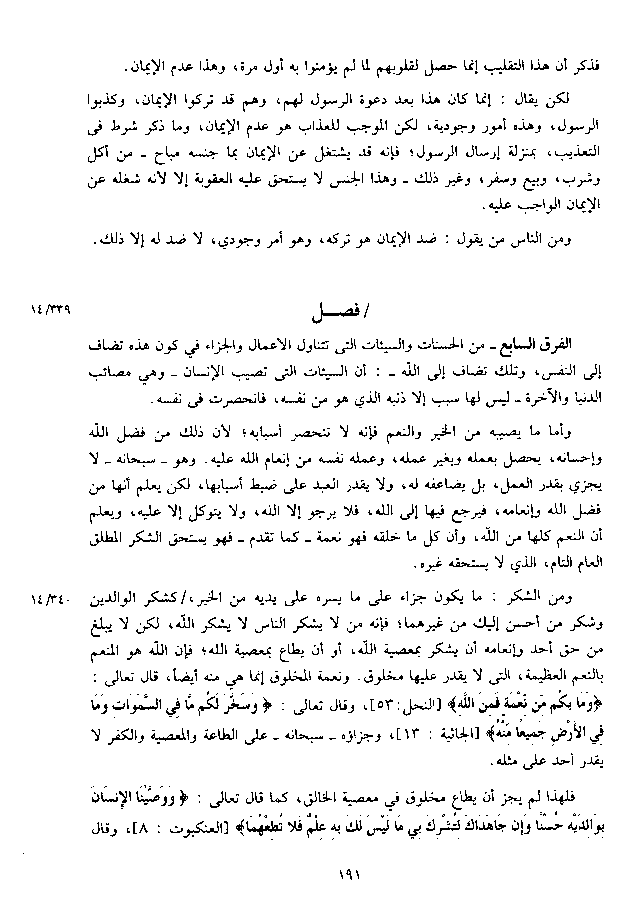 فذكر أن هذا التقليب إنما حصل لقلوبهم لما لم يؤمنوا به أول مرة، وهذا عدم الإيمان.
لكن يقال : إنما كان هذا بعد دعوة الرسول لهم، وهم قد تركوا الإيمان، وكذبوا
الرسول، وهذه أمور وجودية، لكن الموجب للعذاب هو عدم الإيمان، وما ذكر شرط فى
التعذيب، بمنزلة إرسال الرسول؛ فإنه قد يشتغل عن الإيمان بما جنسه مباح ـ من أكل
وشرب، وبيع وسفر، وغير ذلك ـ وهذا الجنس لا يستحق عليه العقوبة إلا لأنه شغله عن
الإيمان الواجب عليه.
ومن الناس من يقول : ضد الإيمان هو تركه، وهو أمر وجودي، لا ضد له إلا ذلك.
/ فصـــل
١٤/٣٣٩
الفرق السابع ـ من الحسنات والسيئات التى تتناول الأعمال والجزاء في كون هذه تضاف
إلى النفس، وتلك تضاف إلى الله ـ : أن السيئات التى تصيب الإنسان ـ وهي مصائب
الدنيا والآخرة ـ ليس لها سبب إلا ذنبه الذي هو من نفسه، فانحصرت فى نفسه.
وأما ما يصيبه من الخير والنعم فإنه لا تنحصر أسبابه؛ لأن ذلك من فضل الله
وإحسانه، يحصل بعمله وبغير عمله، وعمله نفسه من إنعام الله عليه. وهو ـ سبحانه ـ لا
يجزي بقدر العمل، بل يضاعفه له، ولا يقدر العبد على ضبط أسبابها، لكن يعلم أنها من
فضل الله وإنعامه، فيرجع فيها إلى الله، فلا يرجو إلا الله، ولا يتوكل إلا عليه، ويعلم
أن النعم كلها من الله، وأن كل ما خلقه فهو نعمة ـ كما تقدم ـ فهو يستحق الشكر المطلق
العام التام، الذي لا يستحقه غيره.
ومن الشكر : ما يكون جزاء على ما يسره على يديه من الخير،/ كشكر الوالدين
١٤/٣٤٠
وشكر من أحسن إليك من غيرهما؛ فإنه من لا يشكر الناس لا يشكر الله، لكن لا يبلغ
من حق أحد وإنعامه أن يشكر بمعصية الله، أو أن يطاع بمعصية الله؛ فإن الله هو المنعم
بالنعم العظيمة، التى لا يقدر عليها مخلوق. ونعمة المخلوق إنما هي منه أيضاً، قال تعالى :
﴿وَمَا بِكُم مِّن نِّعْمَةٍ فَمِنَ اللَّهِ﴾ [النحل:٥٣]، وقال تعالى : ﴿ وَسَخَّرَ لَكُم مَّا فِي السَّمَوَاتِ وَمَا
فِي الأَرْضِ جَمِيعًا مِّنْهُ﴾ [الجاثية : ١٣]، وجزاؤه ـ سبحانه ـ على الطاعة والمعصية والكفر لا
يقدر أحد على مثله.
فلهذا لم يجز أن يطاع مخلوق في معصية الخالق، كما قال تعالى : ﴿ وَوَصَّيْنَا الإِنسَانَ
بِوَالِدَيْهِ حُسْنًا وَإِن جَاهَدَاكَ لِتُشْرِكَ بِي مَا لَيْسَ لَكَ بِهِ عِلْمٌ فَلا تُطِعْهُمَا﴾ [العنكبوت : ٨]، وقال
١٩١